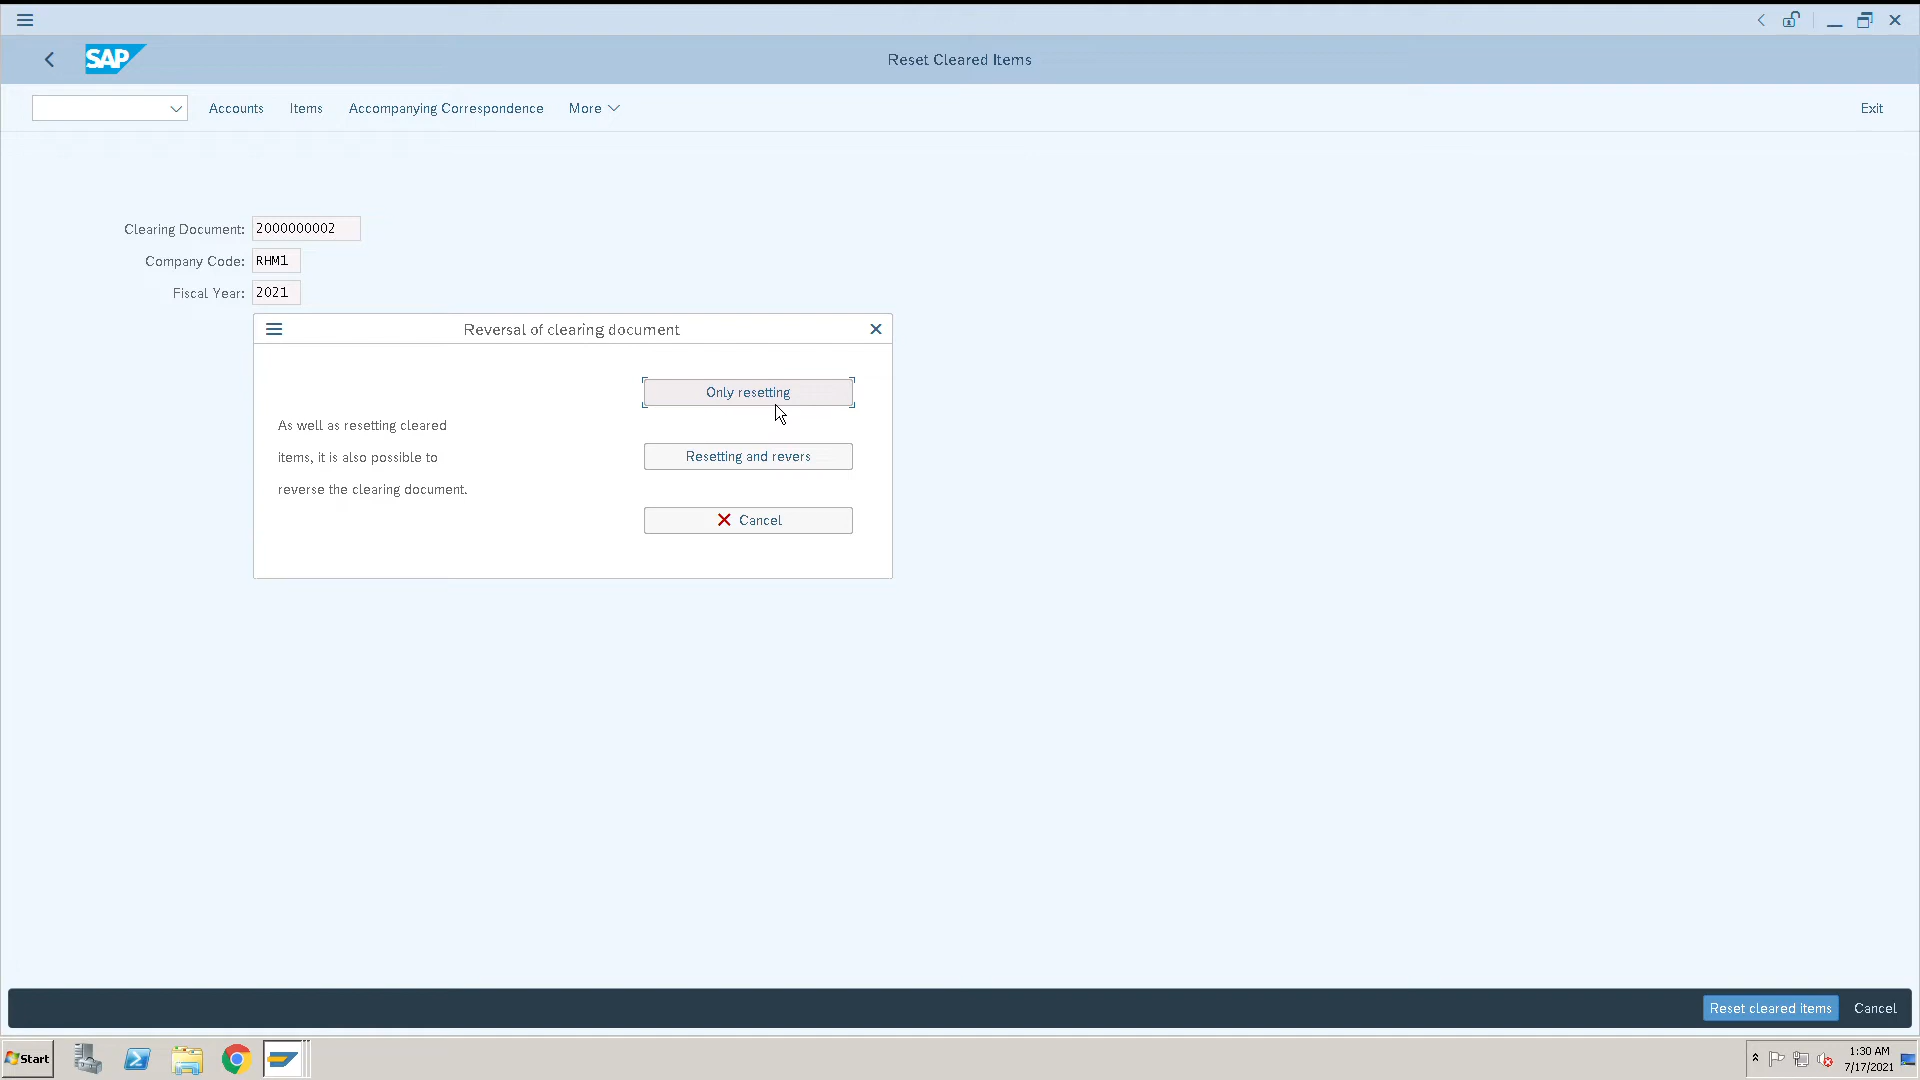 SAP
Reset Cleared Items
Accounts
Items
Accompanying Correspondence
More
Exit
Clearing Document: 2000000002
Company Code: RHM1
Fiscal Year: 2021
Reversal of clearing document
Only resetting
As well as resetting cleared
items, it is also possible to
reverse the clearing document.
Resetting and revers
Cancel
Reset cleared items
Cancel
Start
1:30 AM
7/17/2021